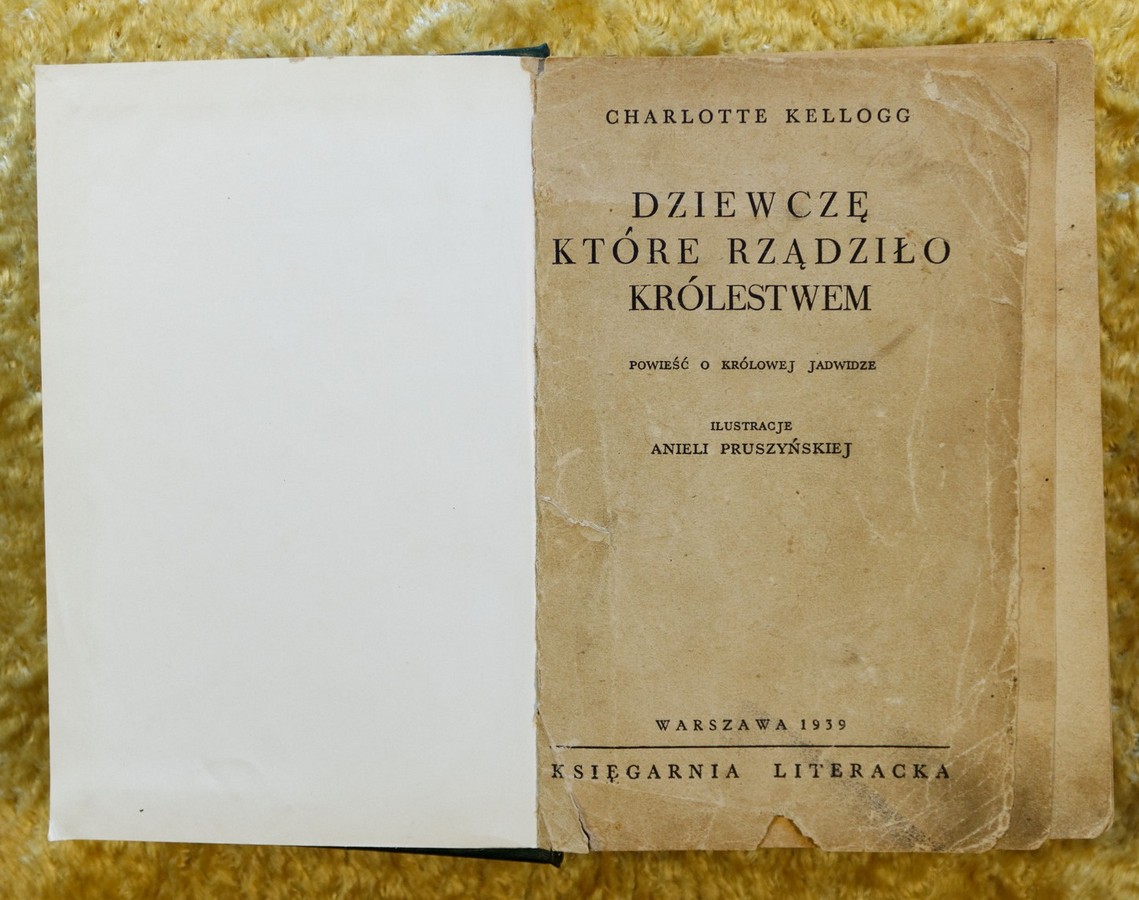 CHARLOTTE KELLOGG
DZIEWCZĘ
KTÓRE RZĄDZIŁO
KRÓLESTWEM
POWIEŚĆ O KRÓLOWEJ JADWIDZE
ILUSTRACJE
ANIELI PRUSZYŃSKIEJ
WARSZAWA 1939
KSIĘGARNIA LITERACKA